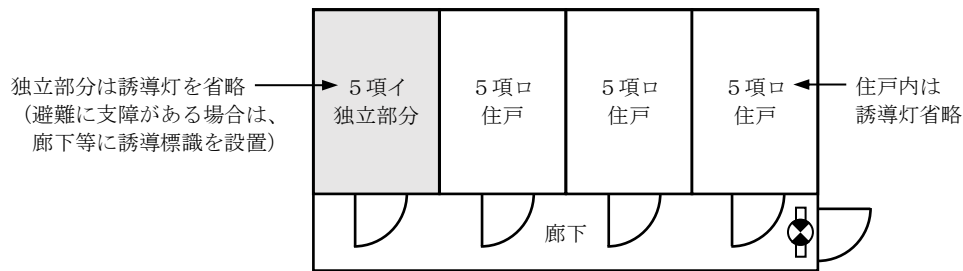 独立部分は誘導灯を省略
（避難に支障がある場合は、
廊下等に誘導標識を設置）
５項イ
独立部分
５項ロ
住戸
５項ロ
住戸
５項ロ
住戸
住戸内は
誘導灯省略
廊下